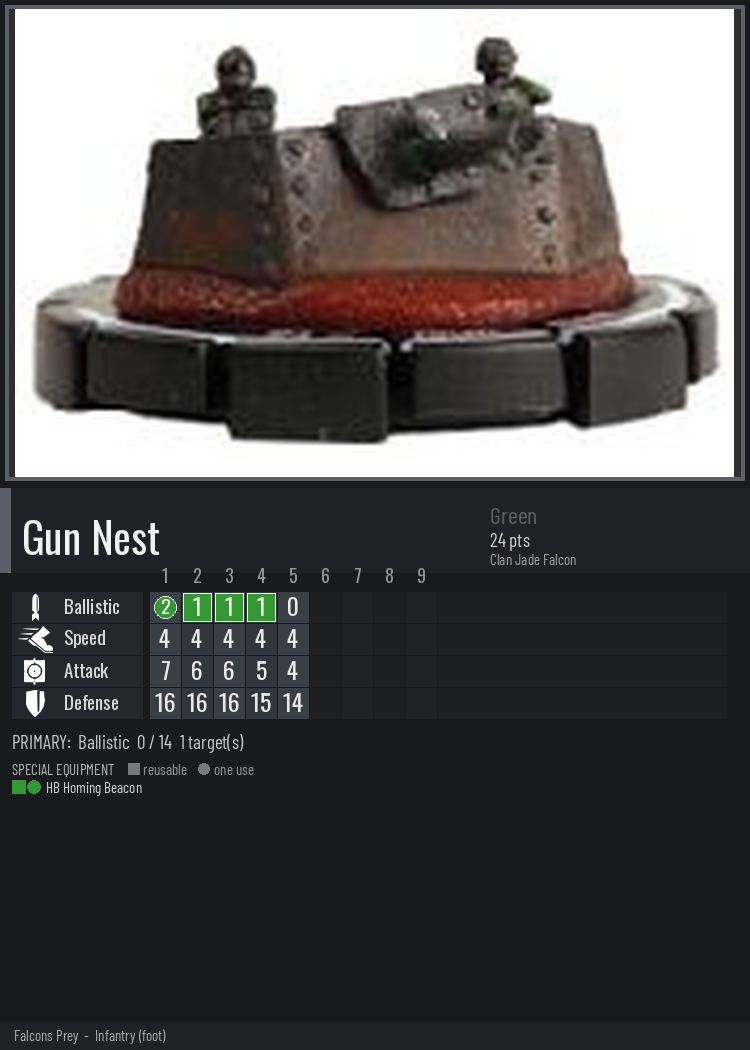 Gun Nest
Green
24 pts
Clan Jade Falcon
1 2 3 4 5 6 7 8 9
Ballistic 2 1 1 1 0
Speed 4 4 4 4 4
Attack 7 6 6 5 4
Defense 16 16 16 15 14
PRIMARY: Ballistic 0 / 14 1 target(s)
SPECIAL EQUIPMENT reusable one use
HB Homing Beacon
Falcons Prey - Infantry (foot)